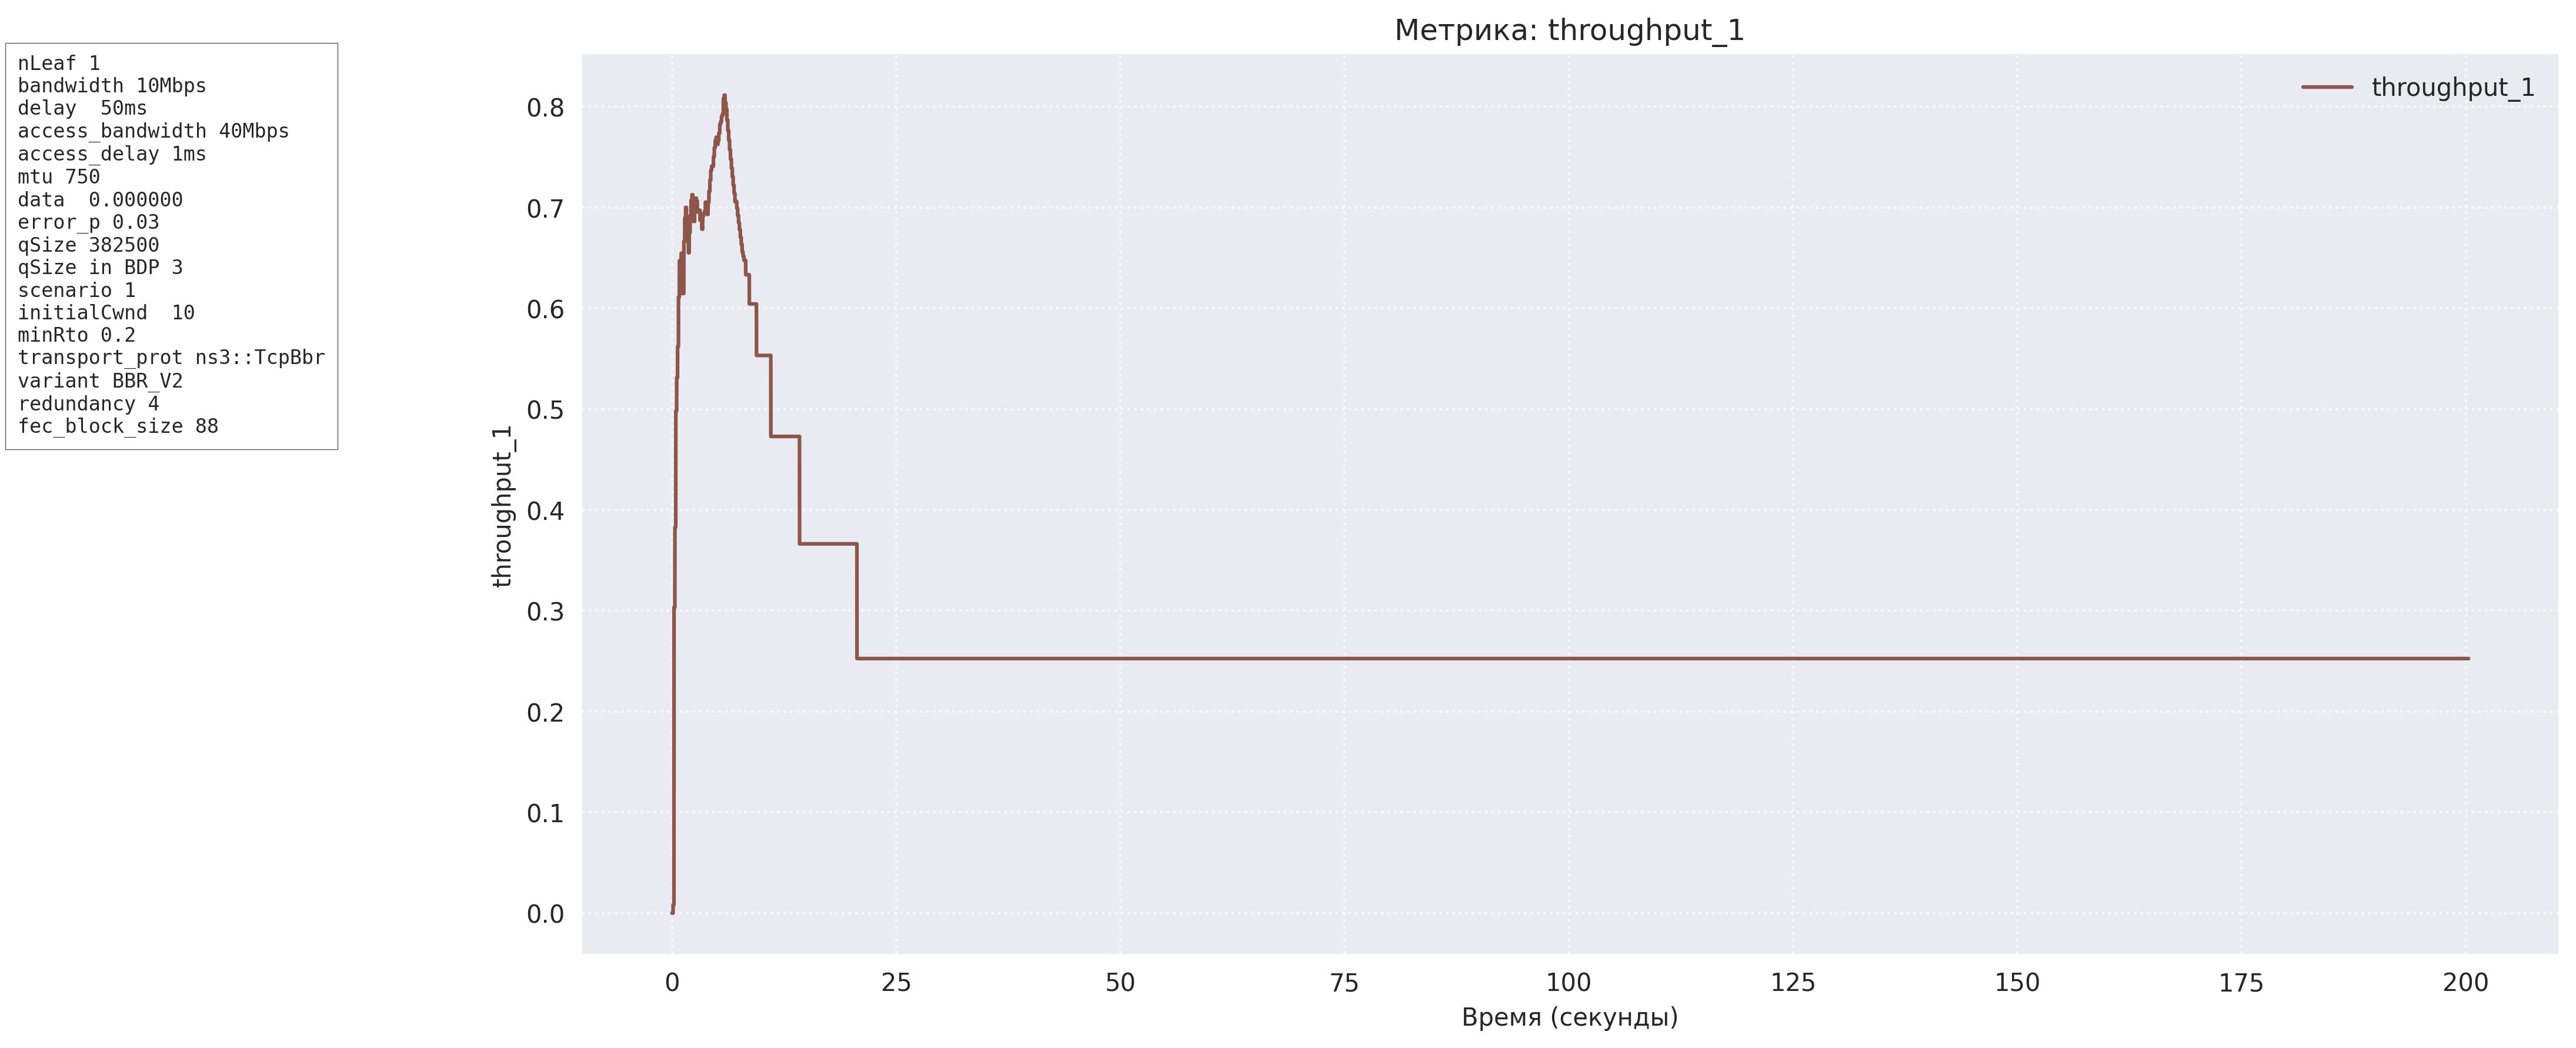 Метрика: throughput_1
nLeaf 1
bandwidth 10Mbps
delay  50ms
access_bandwidth 40Mbps
access_delay 1ms
mtu 750
data  0.000000
error_p 0.03
qSize 382500
qSize in BDP 3
scenario 1
initialCwnd  10
minRto 0.2
transport_prot ns3::TcpBbr
variant BBR_V2
redundancy 4
fec_block_size 88
throughput_1
throughput_1
0.8
0.7
0.6
0.5
0.4
0.3
0.2
0.1
0.0
0 25 50 75 100 125 150 175 200
Время (секунды)